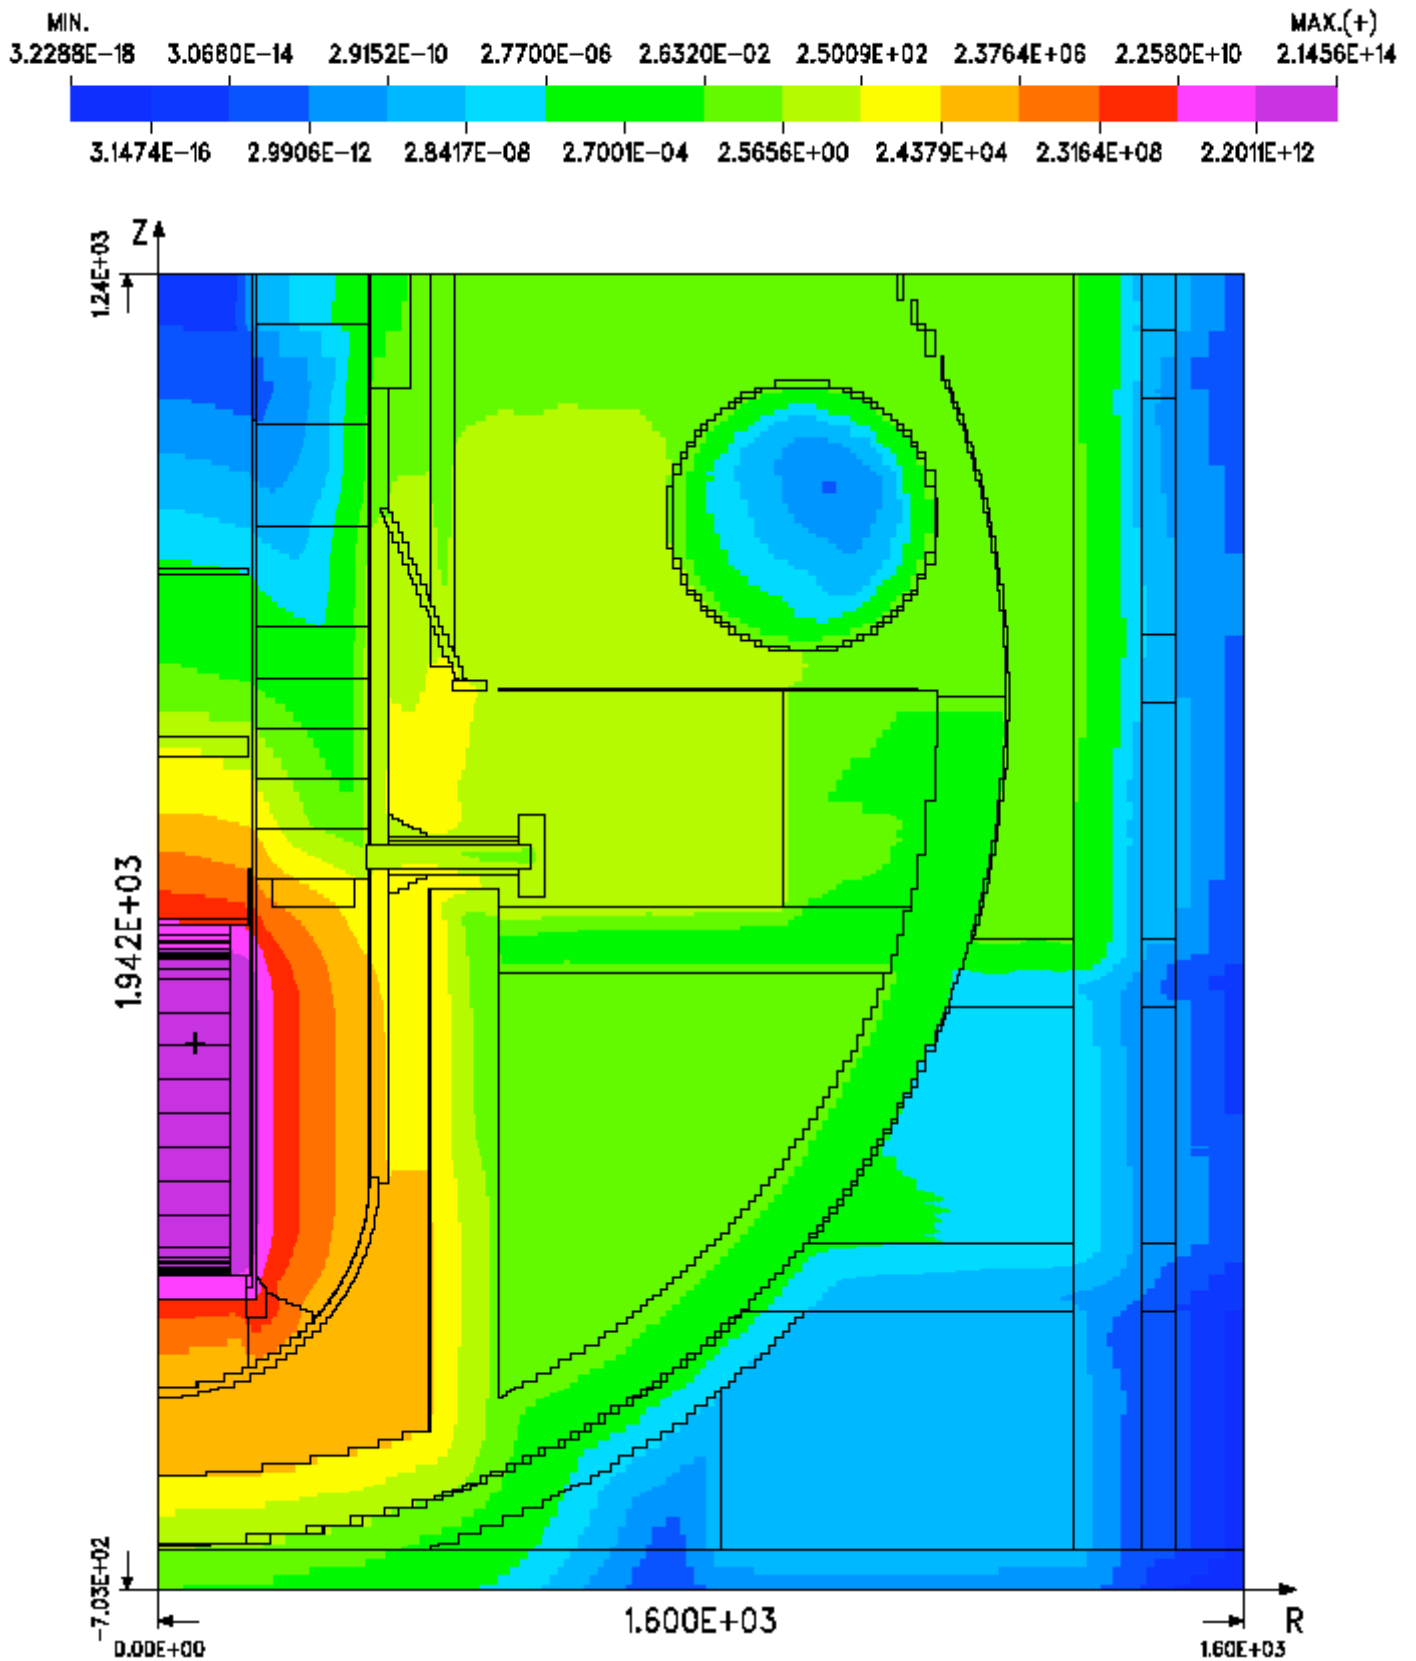 MIN. MAX.(+)
3.2288E-18 3.0680E-14 2.9152E-10 2.7700E-06 2.6320E-02 2.5009E+02 2.3764E+06 2.2580E+10 2.1456E+14
3.1474E-16 2.9906E-12 2.8417E-08 2.7001E-04 2.5656E+00 2.4379E+04 2.3164E+08 2.2011E+12
Z
1.24E+03
1.942E+03
-7.03E+02
1.600E+03 R
0.00E+00 1.60E+03